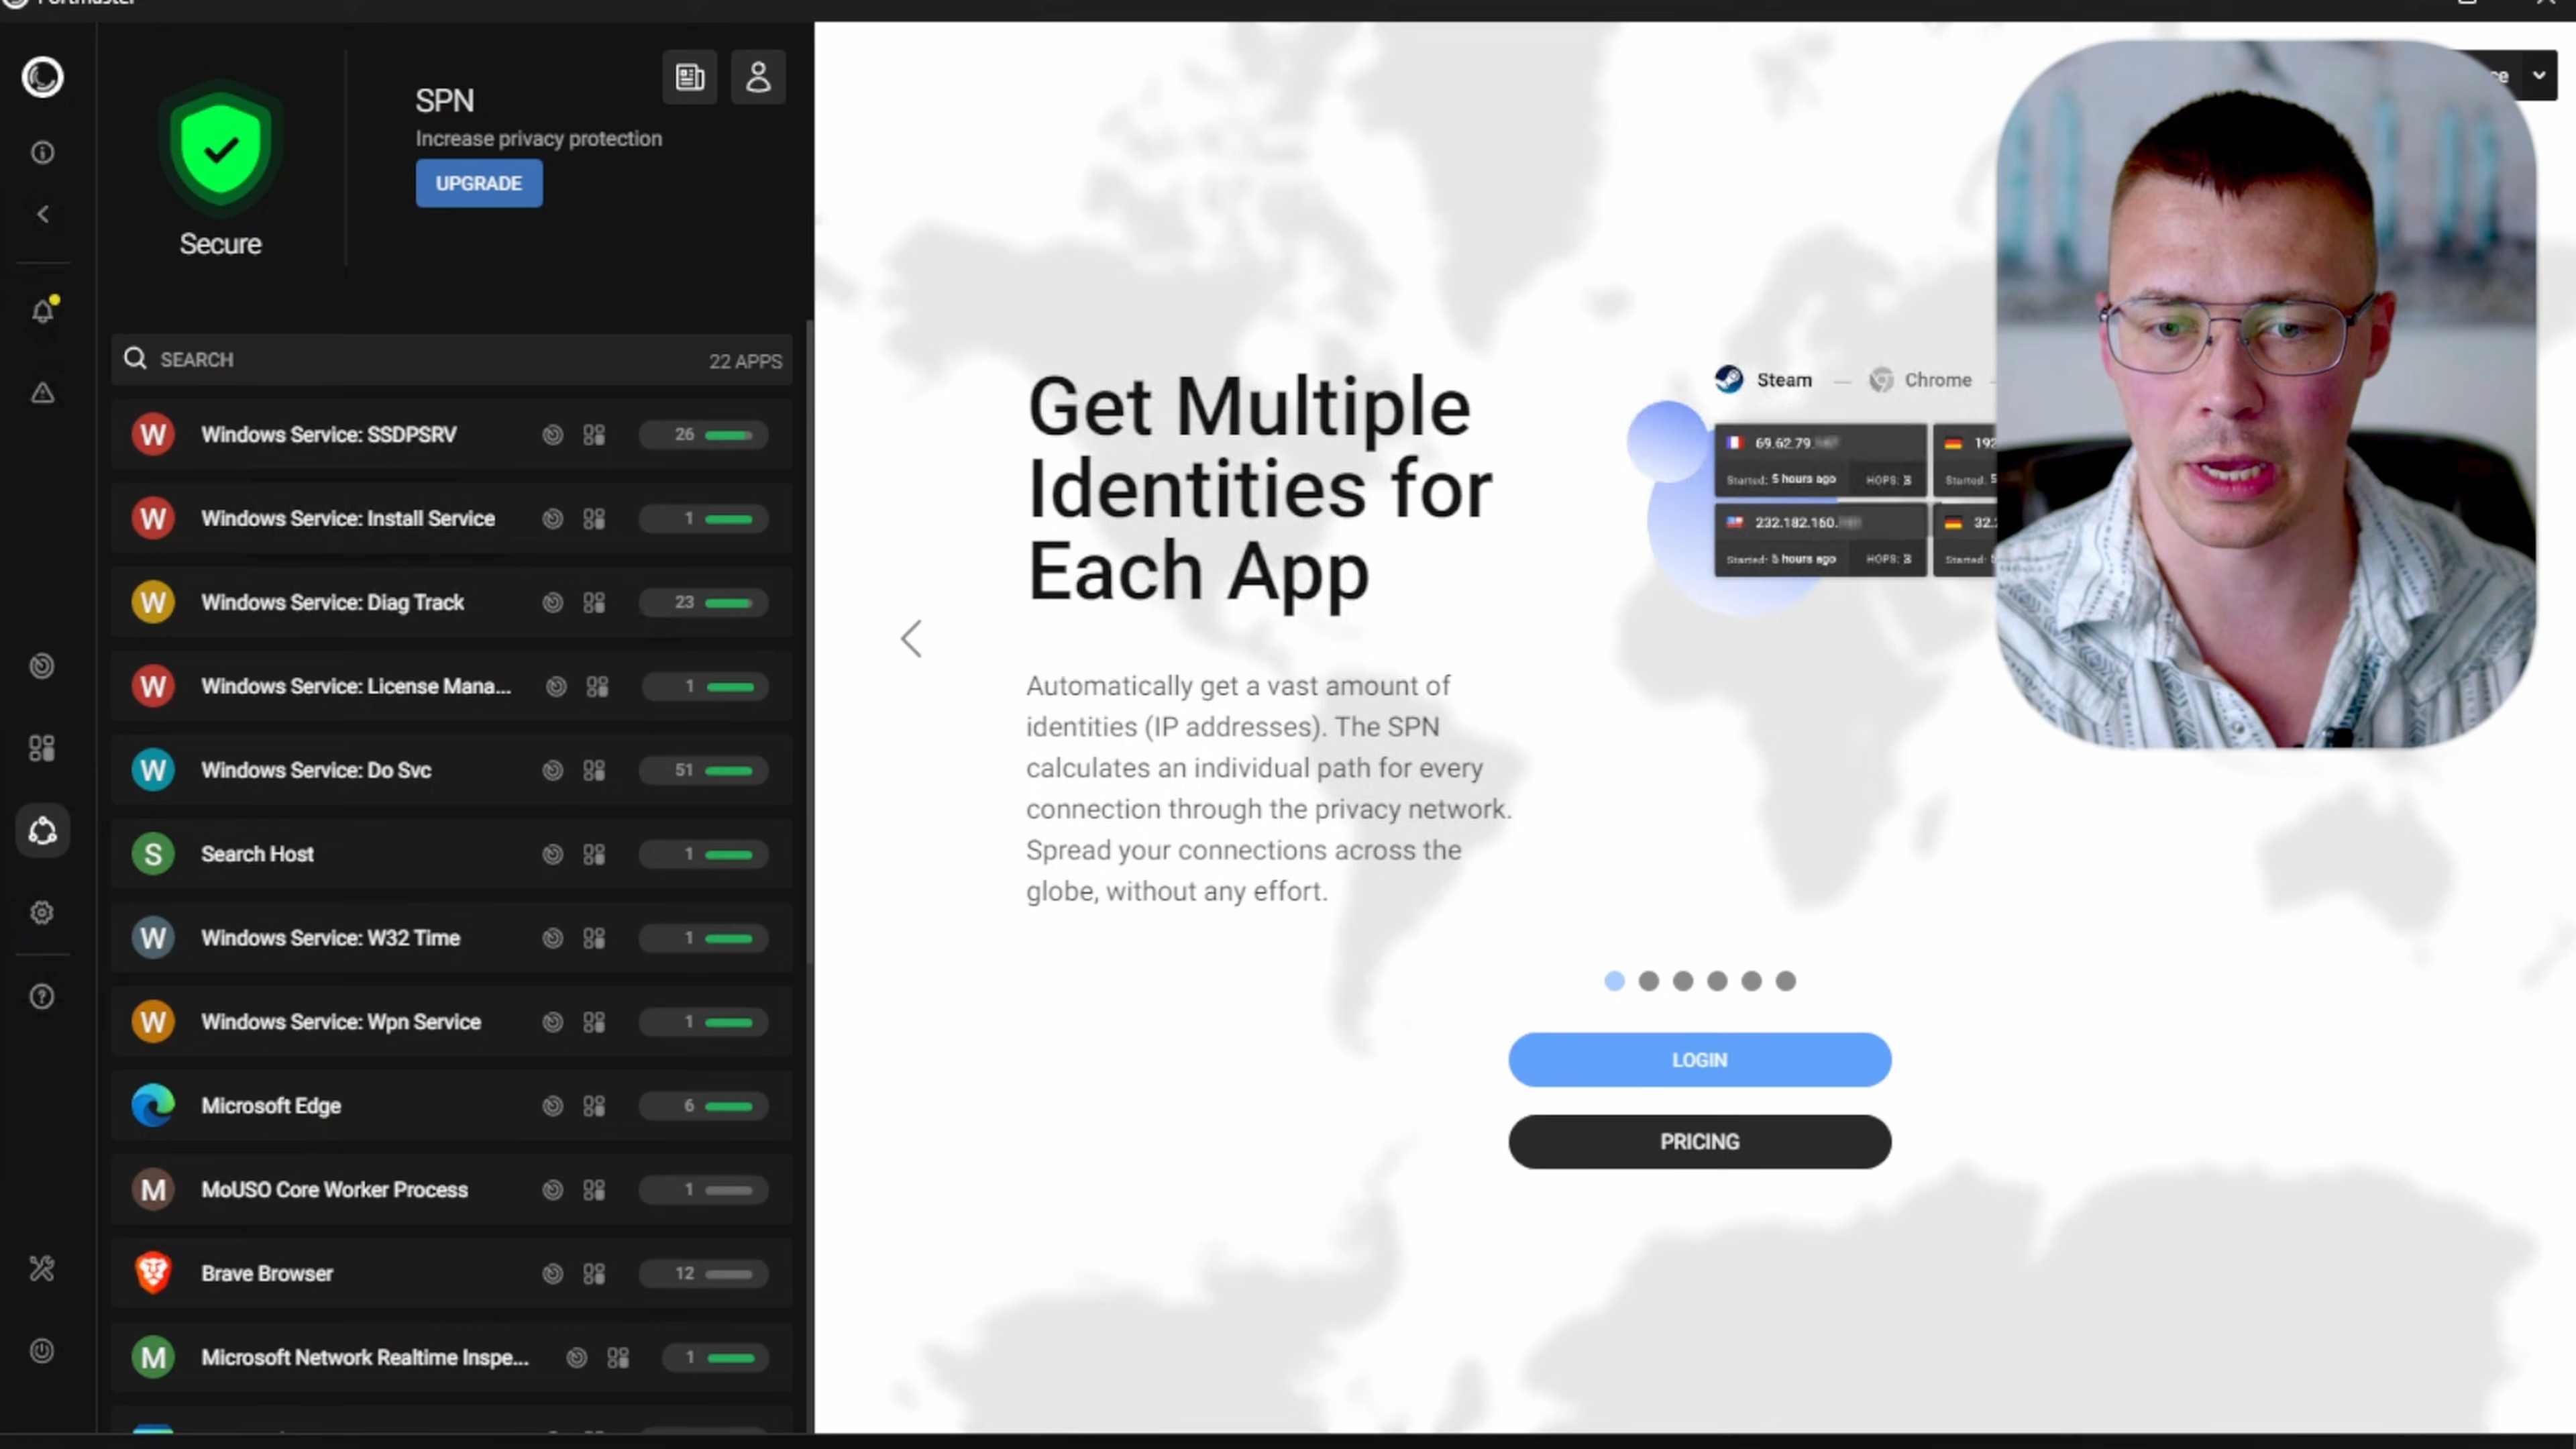 Portmaster
SPN
Increase privacy protection
UPGRADE
Secure
SEARCH
22 APPS
W Windows Service: SSDPSRV 26
W Windows Service: Install Service 1
W Windows Service: Diag Track 23
W Windows Service: License Mana... 1
W Windows Service: Do Svc 51
S Search Host 1
W Windows Service: W32 Time 1
W Windows Service: Wpn Service 1
Microsoft Edge 6
M MoUSO Core Worker Process 1
Brave Browser 12
M Microsoft Network Realtime Inspe... 1
Get Multiple
Identities for
Each App
Automatically get a vast amount of
identities (IP addresses). The SPN
calculates an individual path for every
connection through the privacy network.
Spread your connections across the
globe, without any effort.
Steam — Chrome
69.62.79. 192
Started: 5 hours ago HOPS: 3 Started: 5
232.182.160. 32.
Started: 5 hours ago HOPS: 3 Started:
LOGIN
PRICING